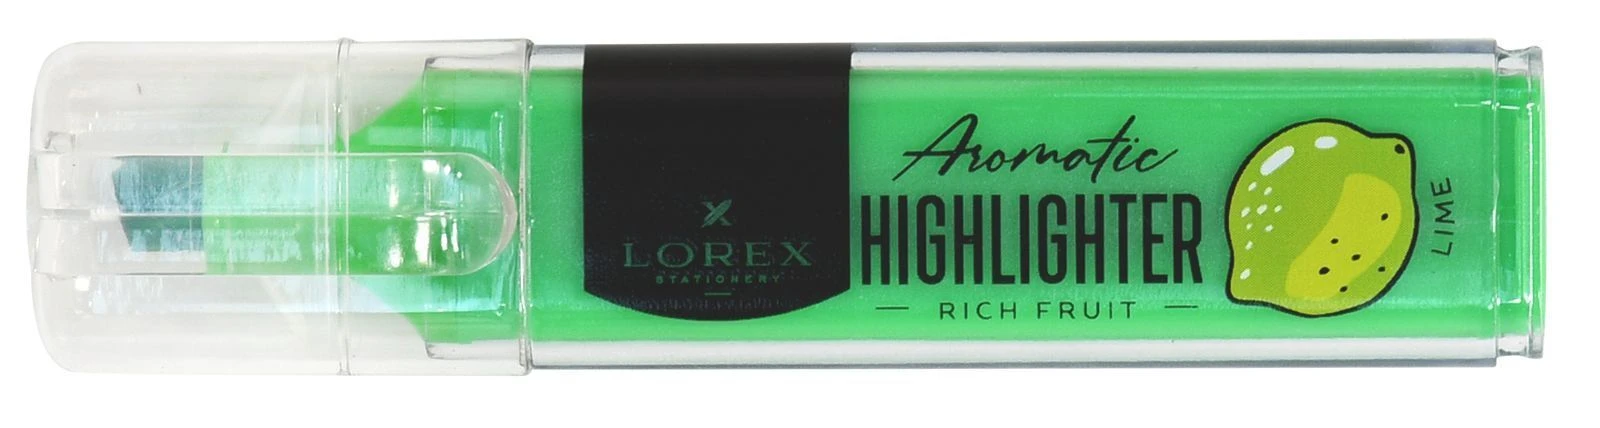 LOREX
STATIONERY
Aromatic
HIGHLIGHTER
RICH FRUIT
LIME